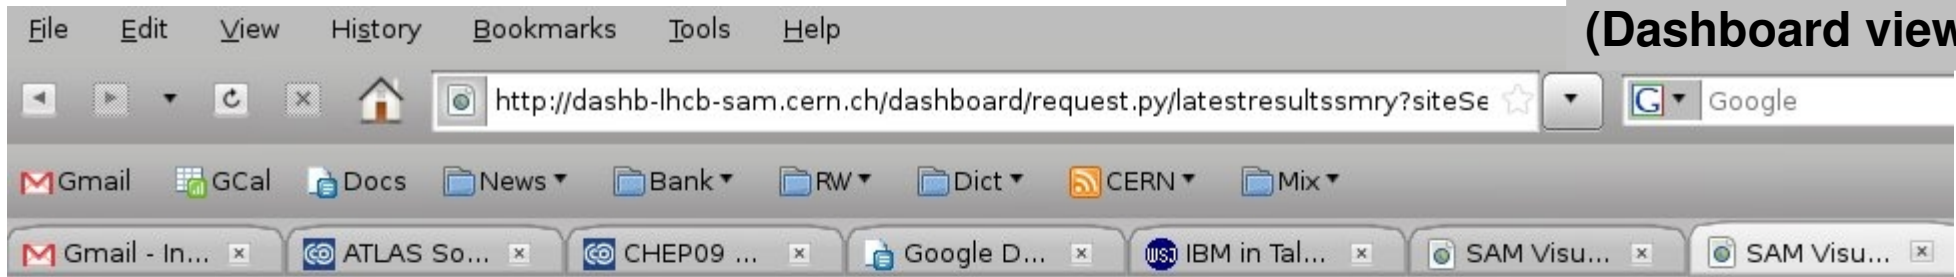 File Edit View History Bookmarks Tools Help
(Dashboard view
http://dashb-lhcb-sam.cern.ch/dashboard/request.py/latestresultssmry?siteSe G Google
Gmail GCal Docs News Bank RW Dict CERN Mix
Gmail - In... ATLAS So... CHEP09 ... Google D... WSJ IBM in Tal... SAM Visu... SAM Visu...